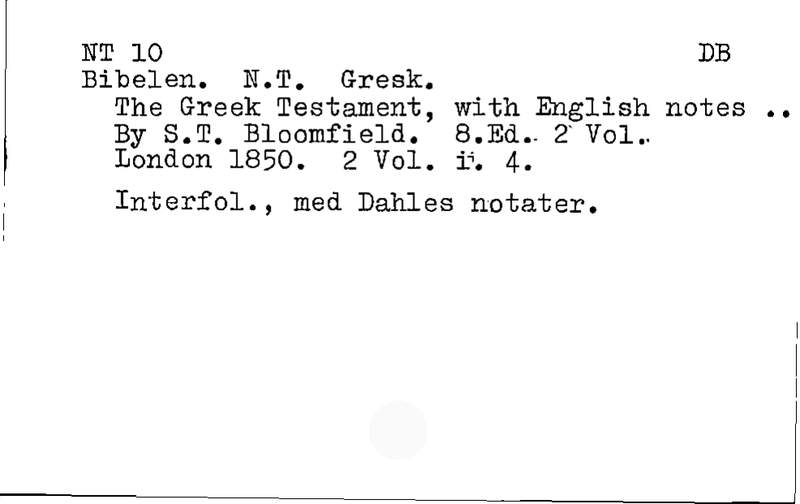 NT 10 DB
Bibelen. N.T. Gresk.
The Greek Testament, with English notes ..
By S.T. Bloomfield. 8.Ed. 2 Vol.
London 1850. 2 Vol. i. 4.
Interfol., med Dahles notater.